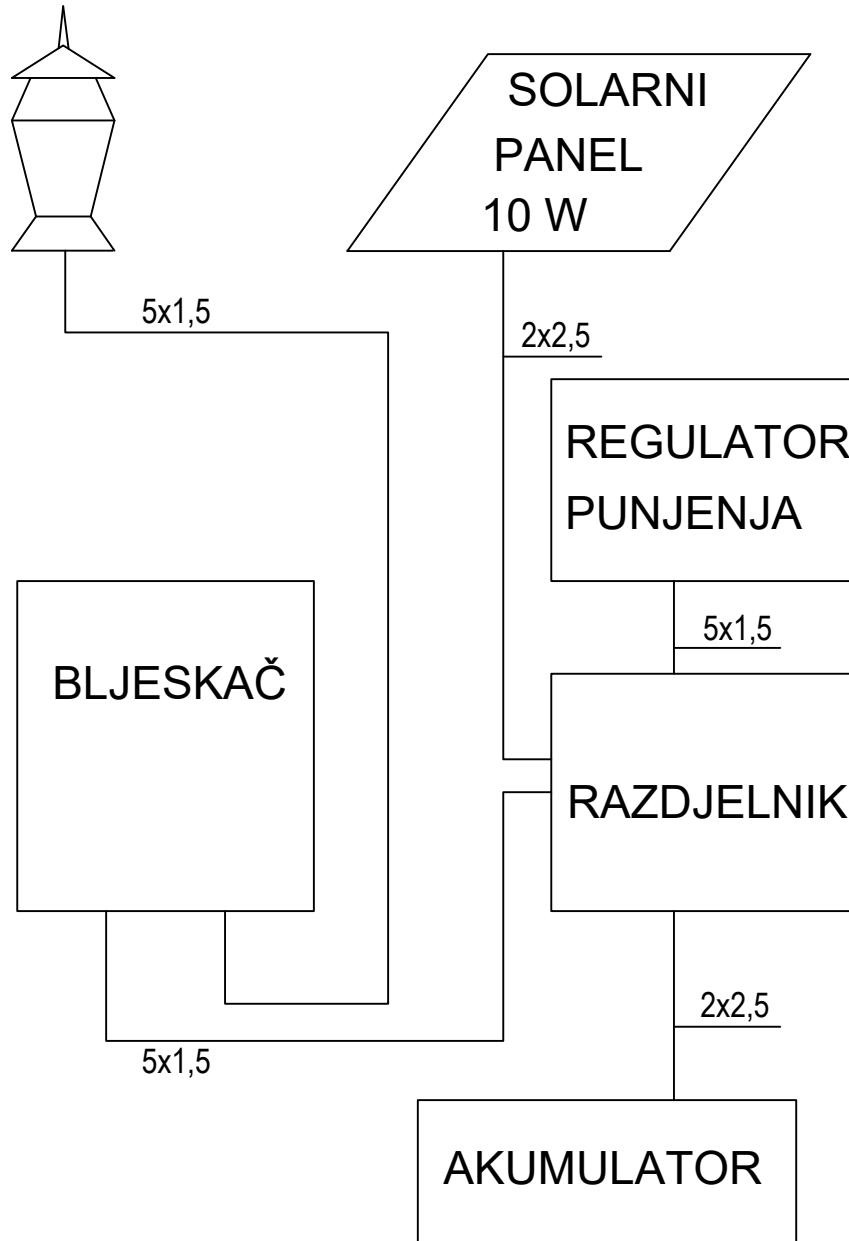 SOLARNI
PANEL
10 W
5x1,5
2x2,5
REGULATOR
PUNJENJA
5x1,5
BLJESKAČ
RAZDJELNIK
2x2,5
5x1,5
AKUMULATOR